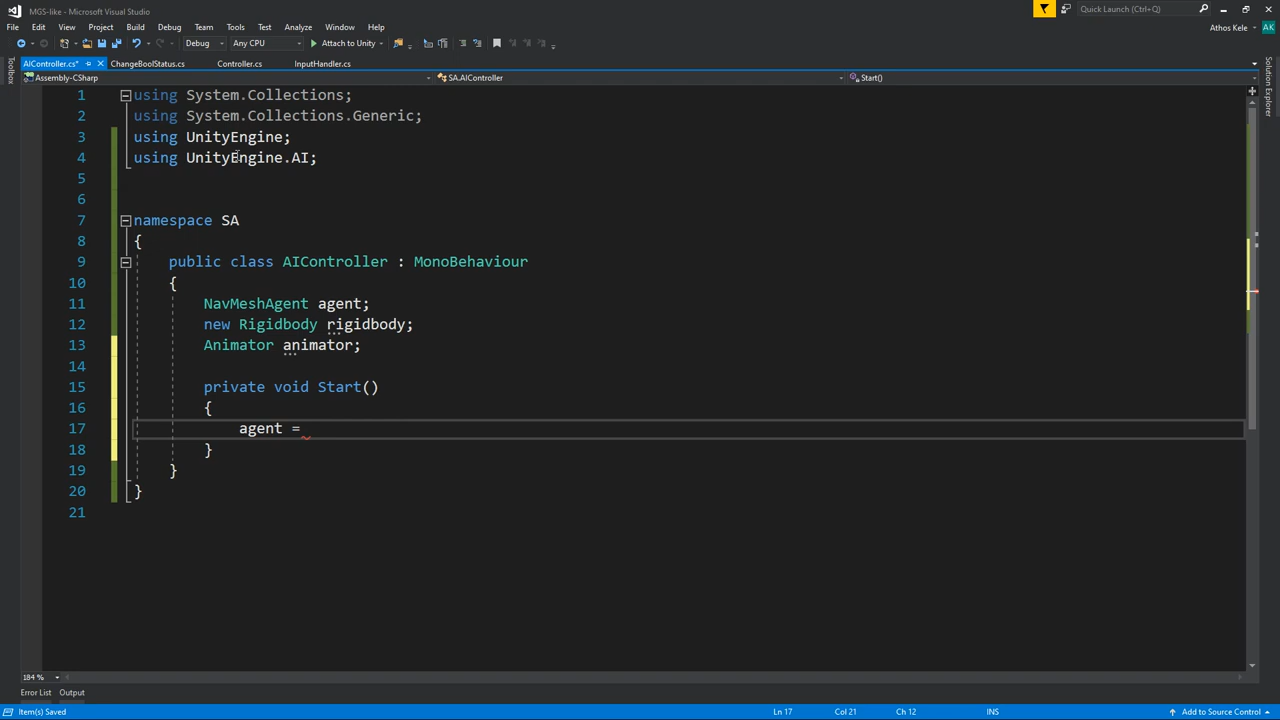 MGS-like - Microsoft Visual Studio
Quick Launch (Ctrl+Q)
File Edit View Project Build Debug Team Tools Test Analyze Window Help
Athos Kele
AK
Debug Any CPU Attach to Unity
AIController.cs* ChangeBoolStatus.cs Controller.cs InputHandler.cs
Assembly-CSharp SA.AIController Start()
Toolbox
Solution Explorer
1 using System.Collections;
2 using System.Collections.Generic;
3 using UnityEngine;
4 using UnityEngine.AI;
5
6
7 namespace SA
8 {
9 public class AIController : MonoBehaviour
10 {
11 NavMeshAgent agent;
12 new Rigidbody rigidbody;
13 Animator animator;
14
15 private void Start()
16 {
17 agent =
18 }
19 }
20 }
21
184 %
Error List Output
Item(s) Saved Ln 17 Col 21 Ch 12 INS Add to Source Control